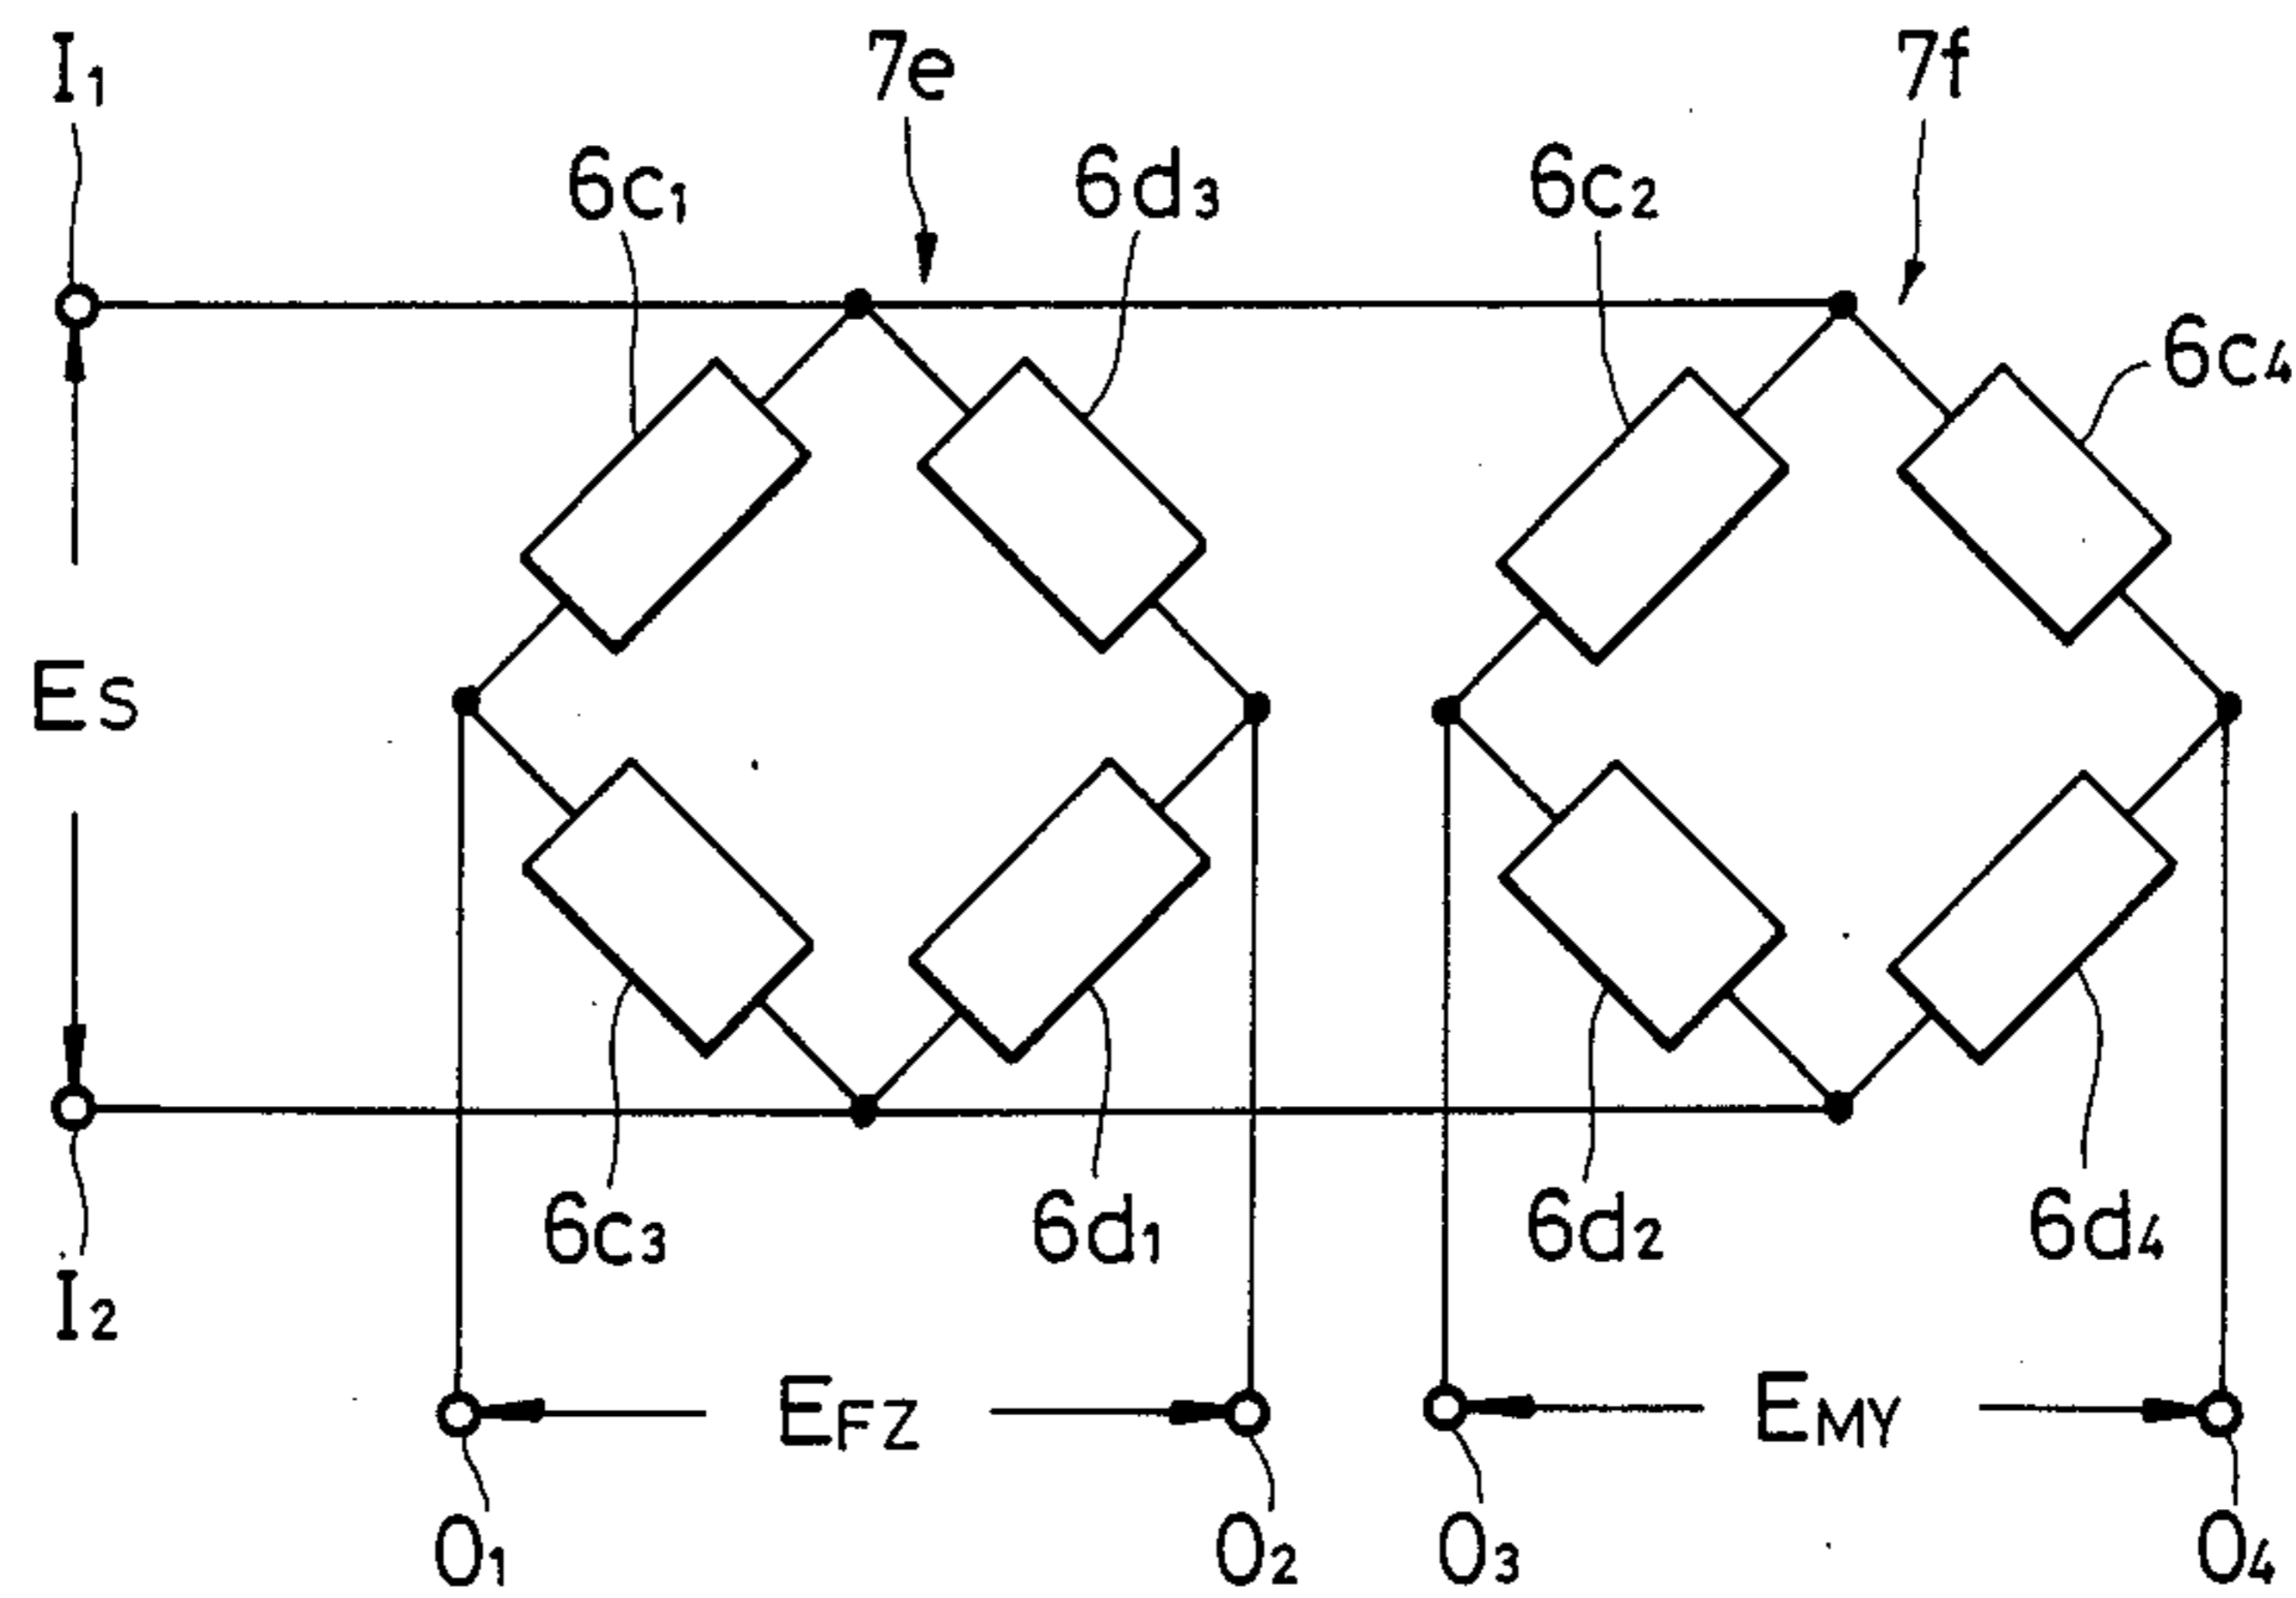 I1 7e 7f
6c1 6d3 6c2
6c4
ES
6c3 6d1 6d2 6d4
I2
EFZ EMY
O1 O2 O3 O4